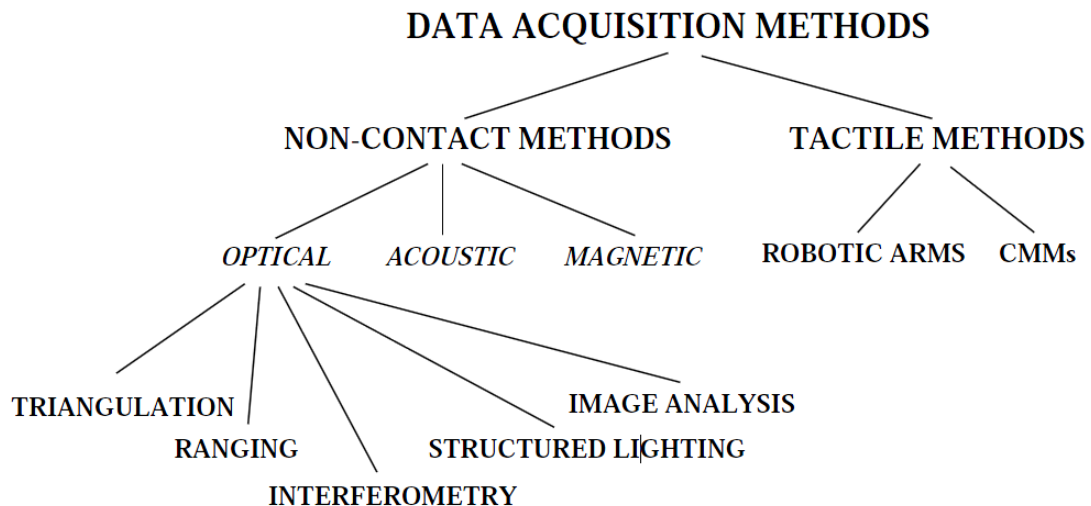 DATA ACQUISITION METHODS
NON-CONTACT METHODS
TACTILE METHODS
OPTICAL
ACOUSTIC
MAGNETIC
ROBOTIC ARMS
CMMs
TRIANGULATION
IMAGE ANALYSIS
RANGING
STRUCTURED LIGHTING
INTERFEROMETRY